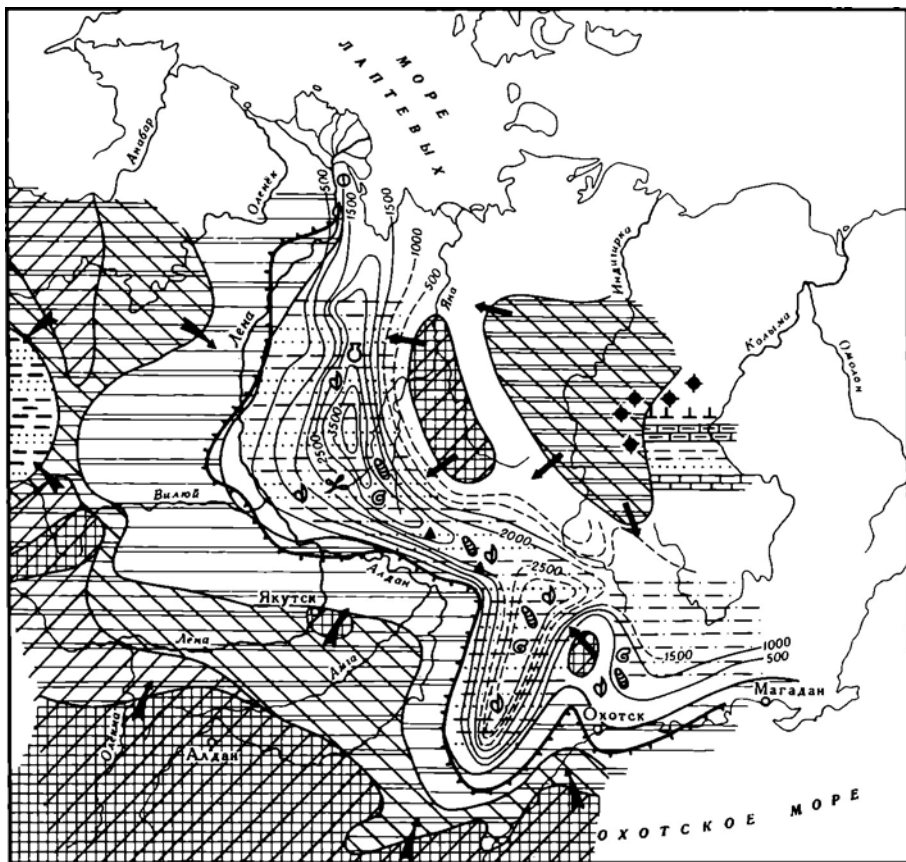 МОРЕ
ЛАПТЕВЫХ
Анабар
Оленёк
500
1500
1500
1000
500
Яна
Индигирка
Лена
Колыма
Омолон
1500
2500
Вилюй
2000
2500
Алдан
Якутск
Лена
Амга
1500
1000
500
Магадан
Охотск
Олёкма
Алдан
ОХОТСКОЕ МОРЕ